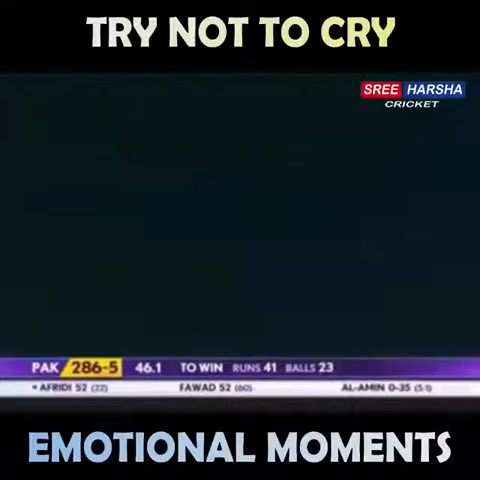 TRY NOT TO CRY
SREE HARSHA
CRICKET
PAK 286-5 46.1 TO WIN RUNS 41 BALLS 23
* AFRIDI 52 (22) FAWAD 52 (60) AL-AMIN 0-35 (5.1)
EMOTIONAL MOMENTS